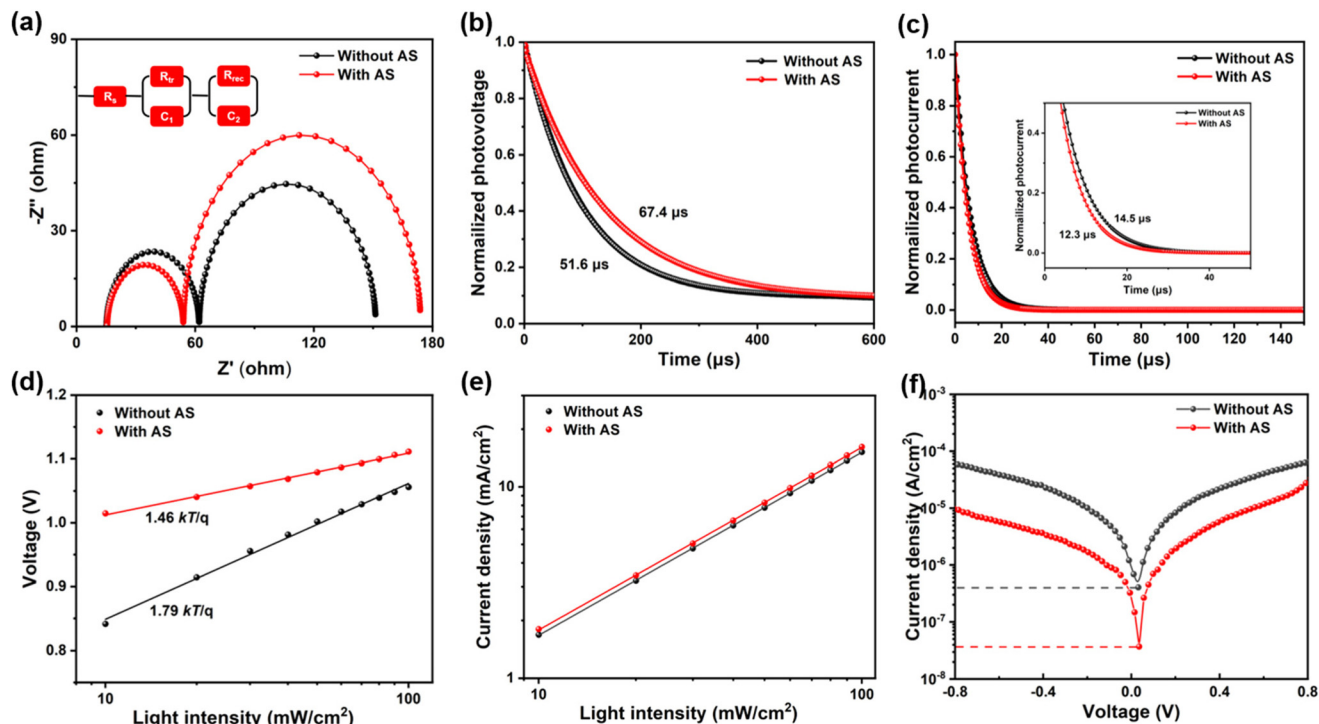 (a)
Without AS
With AS
Rs
Rtr
C1
Rrec
C2
90
60
30
0
-Z'' (ohm)
0
60
120
180
Z' (ohm)
(b)
Without AS
With AS
67.4 µs
51.6 µs
1.0
0.8
0.6
0.4
0.2
0.0
Normailized photovoltage
0
200
400
600
Time (µs)
(c)
Without AS
With AS
1.0
0.8
0.6
0.4
0.2
0.0
Normailized photocurrent
0
20
40
60
80
100
120
140
Time (µs)
Without AS
With AS
14.5 µs
12.3 µs
0.4
0.2
0.0
Normailized photocurrent
0
20
40
Time (µs)
(d)
Without AS
With AS
1.46 kT/q
1.79 kT/q
1.2
1.1
1.0
0.9
0.8
Voltage (V)
10
100
Light intensity (mW/cm²)
(e)
Without AS
With AS
10
1
Current density (mA/cm²)
10
100
Light intensity (mW/cm²)
(f)
Without AS
With AS
10⁻³
10⁻⁴
10⁻⁵
10⁻⁶
10⁻⁷
10⁻⁸
Current density (A/cm²)
-0.8
-0.4
0.0
0.4
0.8
Voltage (V)